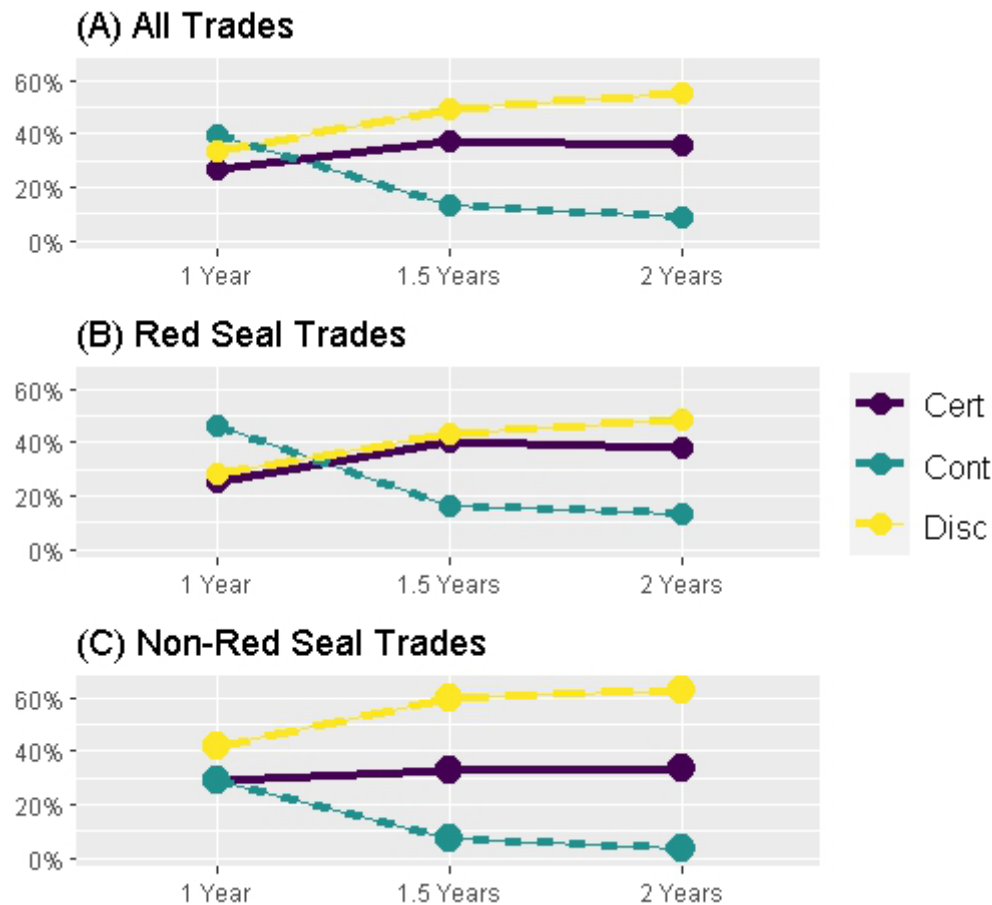 (A) All Trades
60%
40%
20%
0%
1 Year 1.5 Years 2 Years
(B) Red Seal Trades
60%
40%
20%
0%
1 Year 1.5 Years 2 Years
Cert
Cont
Disc
(C) Non-Red Seal Trades
60%
40%
20%
0%
1 Year 1.5 Years 2 Years